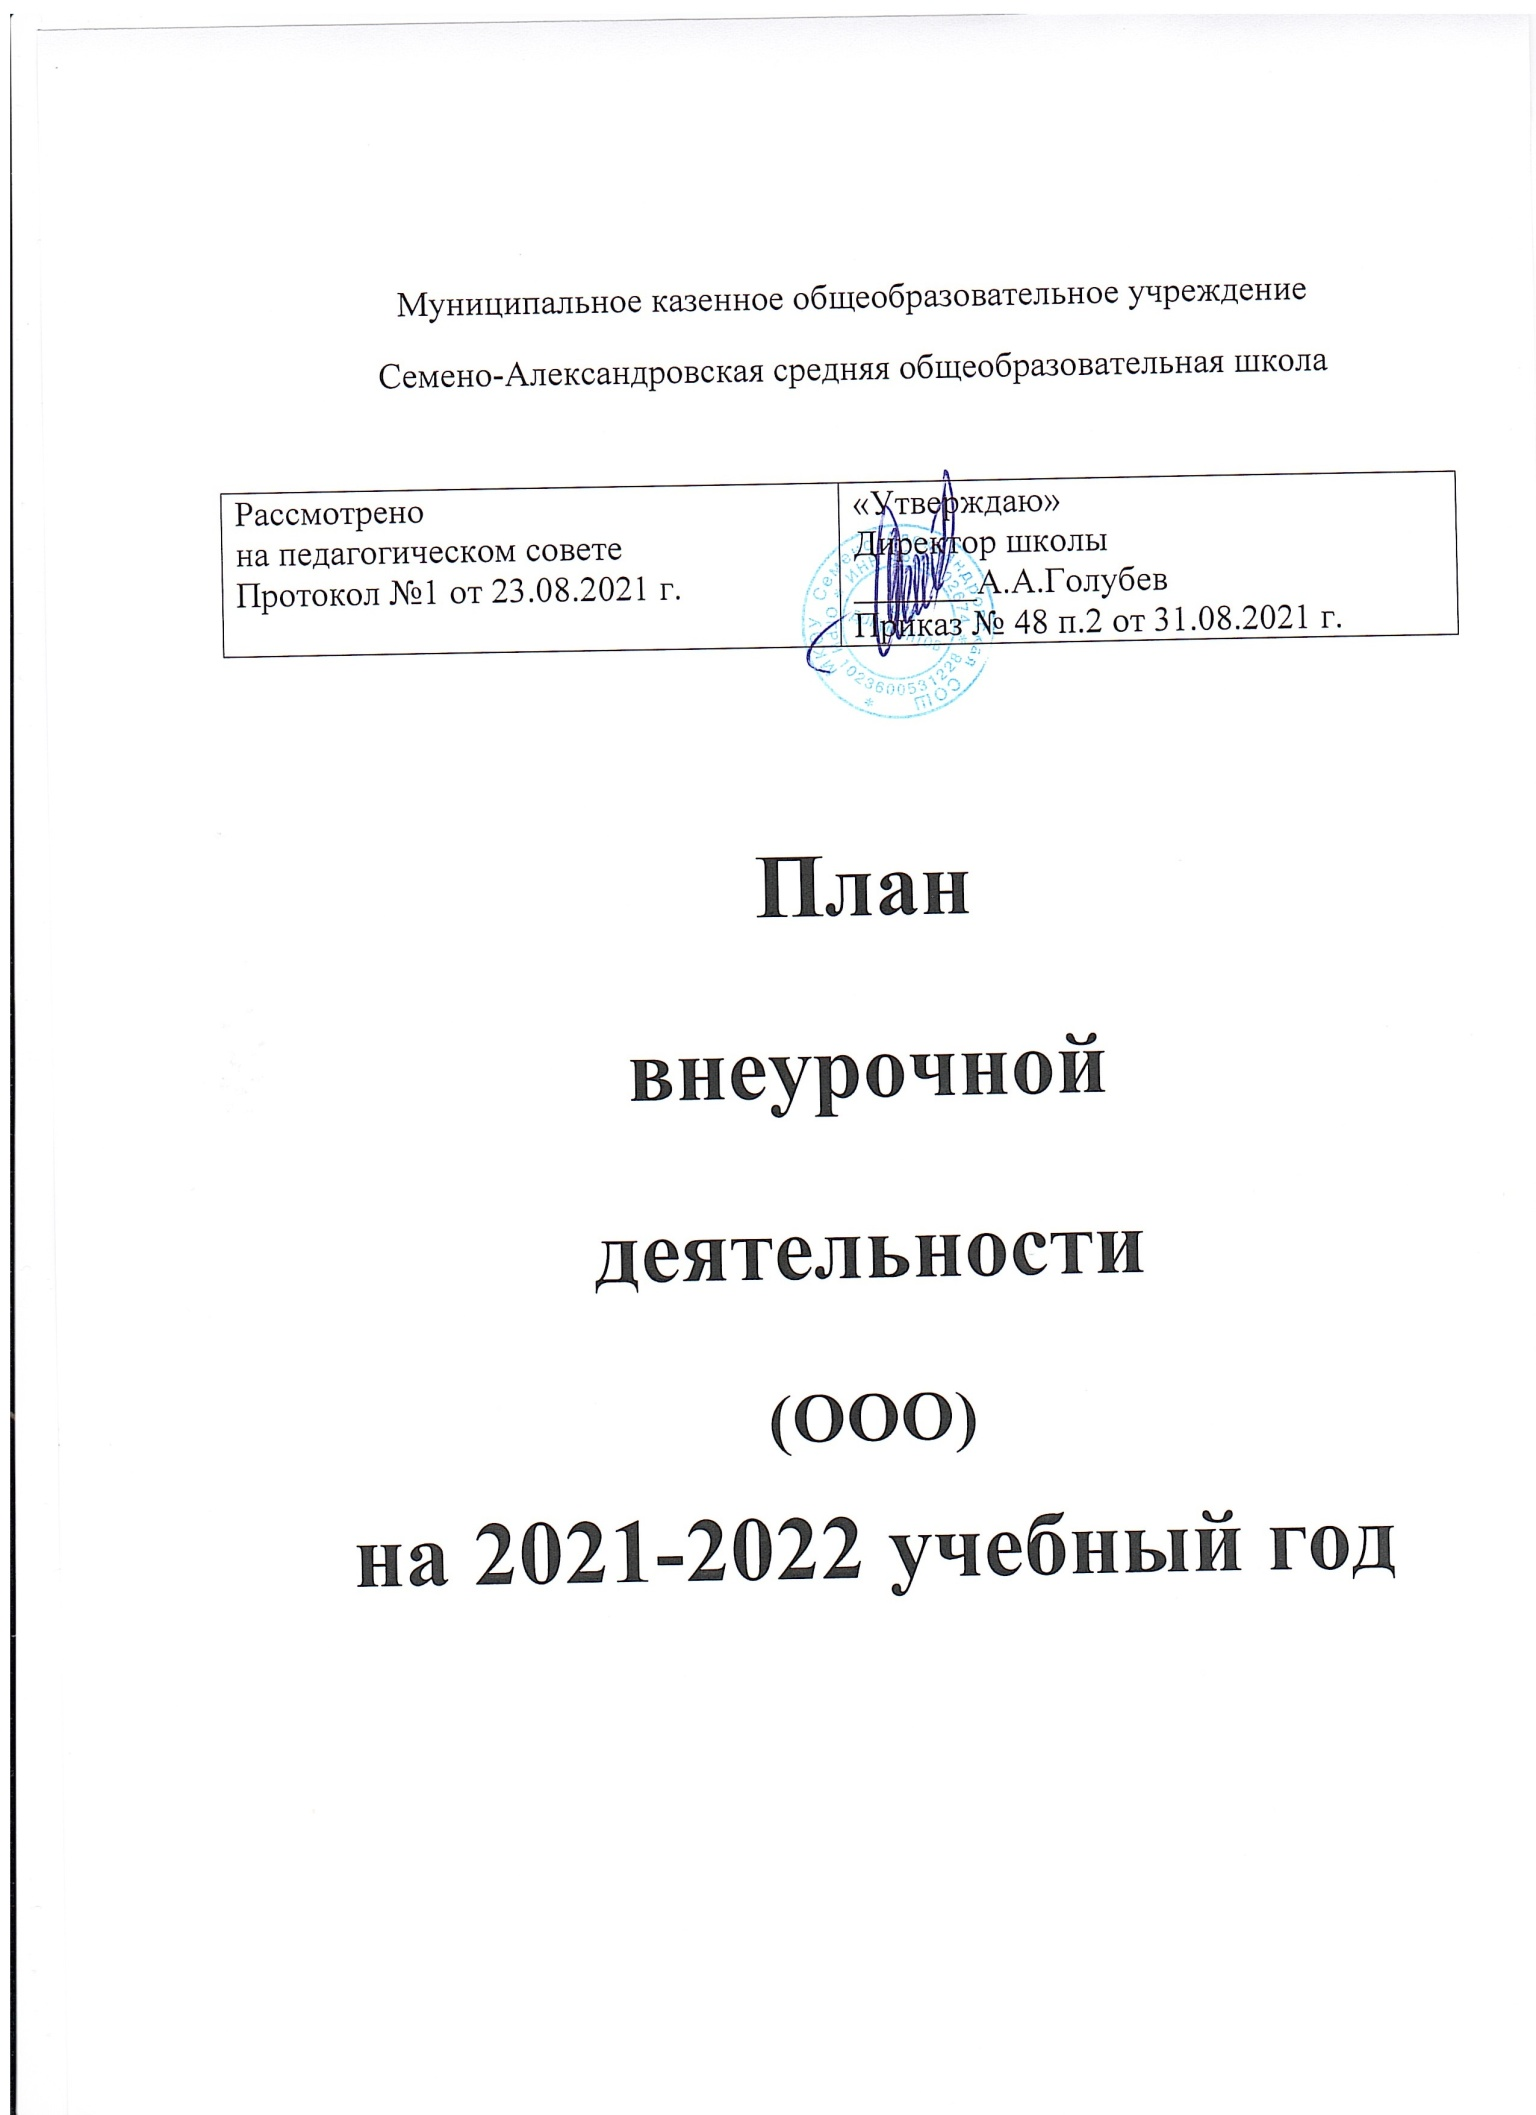 Муниципальное казенное общеобразовательное учреждение
Семено-Александровская средняя общеобразовательная школа
Рассмотрено
на педагогическом совете
Протокол №1 от 23.08.2021 г.
«Утверждаю»
Директор школы
А.А.Голубев
Приказ № 48 п.2 от 31.08.2021 г.
1023600531228
СОШ
План
внеурочной
деятельности
(ООО)
на 2021-2022 учебный год